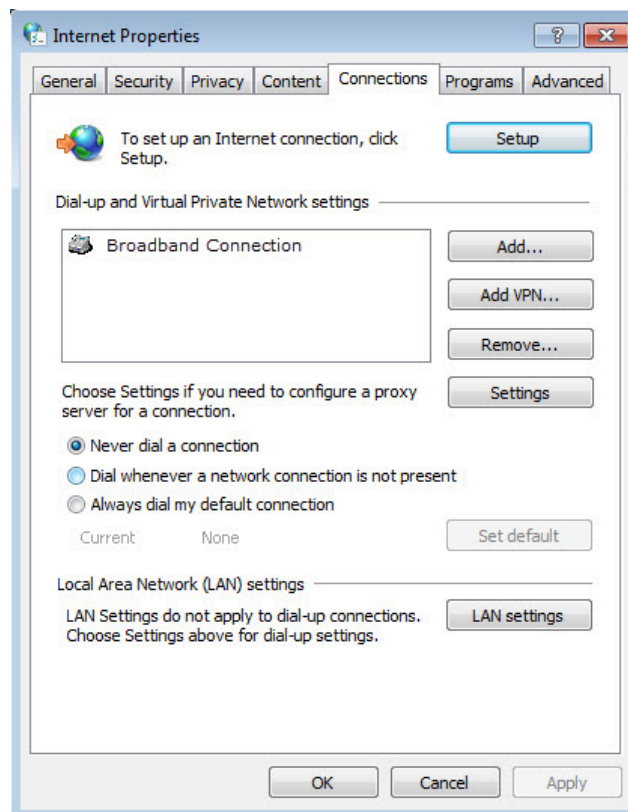 Internet Properties
General Security Privacy Content Connections Programs Advanced
To set up an Internet connection, click
Setup.
Setup
Dial-up and Virtual Private Network settings
Broadband Connection
Add...
Add VPN...
Remove...
Choose Settings if you need to configure a proxy
server for a connection.
Settings
Never dial a connection
Dial whenever a network connection is not present
Always dial my default connection
Current None
Set default
Local Area Network (LAN) settings
LAN Settings do not apply to dial-up connections.
Choose Settings above for dial-up settings.
LAN settings
OK Cancel Apply